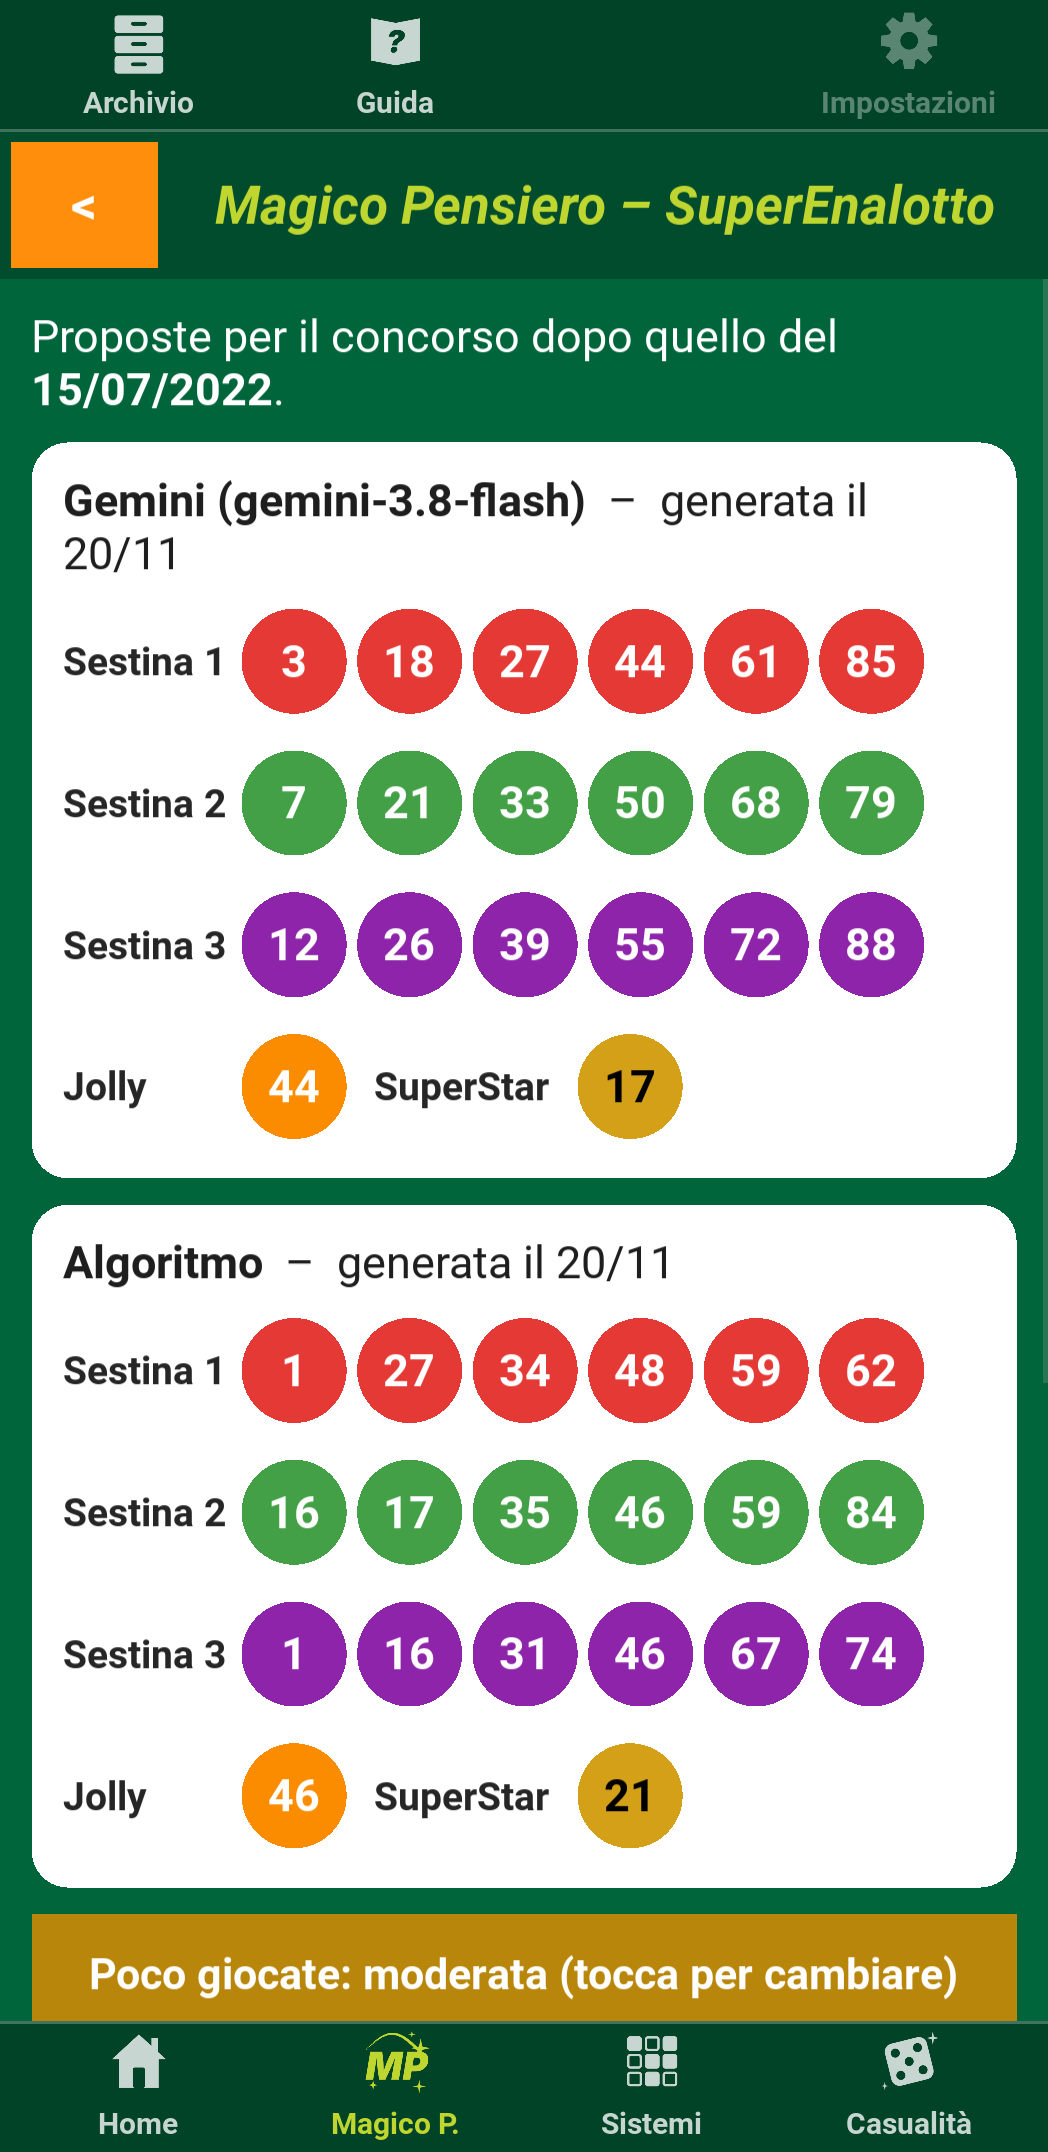 Archivio
Guida
Impostazioni
<
Magico Pensiero – SuperEnalotto
Proposte per il concorso dopo quello del
15/07/2022.
Gemini (gemini-3.8-flash) – generata il
20/11
Sestina 1 3 18 27 44 61 85
Sestina 2 7 21 33 50 68 79
Sestina 3 12 26 39 55 72 88
Jolly 44 SuperStar 17
Algoritmo – generata il 20/11
Sestina 1 1 27 34 48 59 62
Sestina 2 16 17 35 46 59 84
Sestina 3 1 16 31 46 67 74
Jolly 46 SuperStar 21
Poco giocate: moderata (tocca per cambiare)
MP
Home
Magico P.
Sistemi
Casualità